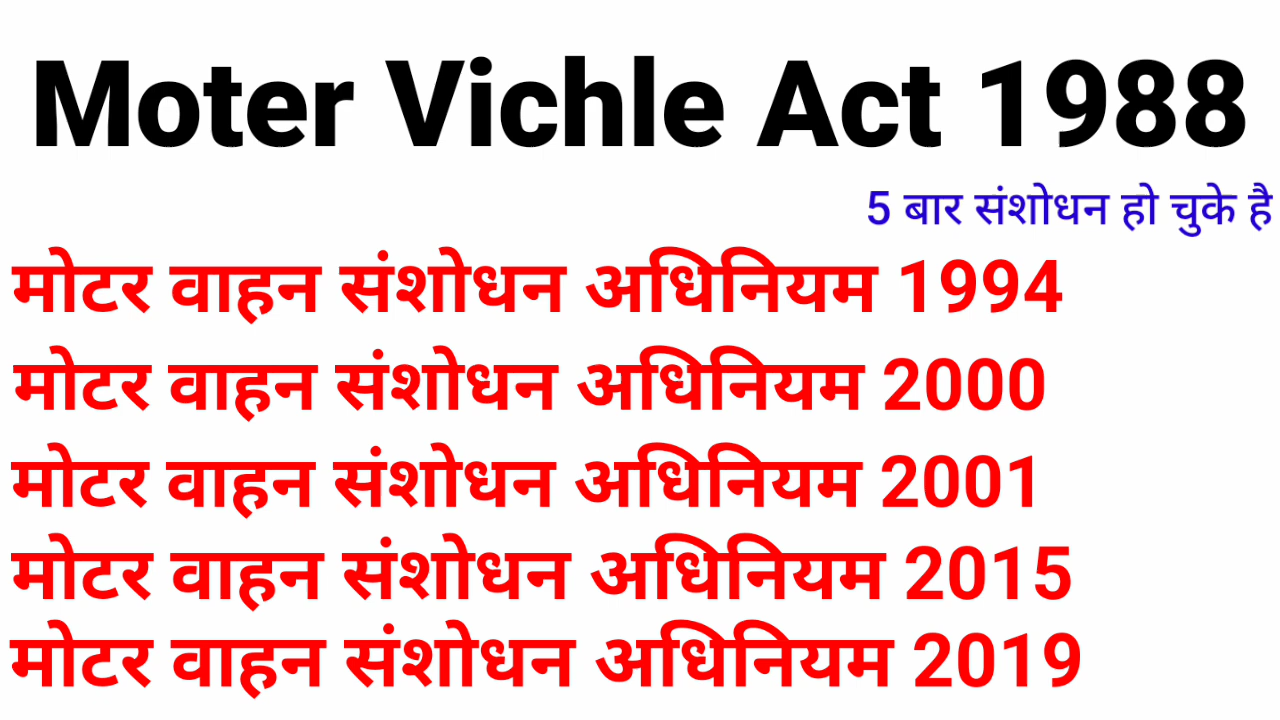 Moter Vichle Act 1988
5 बार संशोधन हो चुके है
मोटर वाहन संशोधन अधिनियम 1994
मोटर वाहन संशोधन अधिनियम 2000
मोटर वाहन संशोधन अधिनियम 2001
मोटर वाहन संशोधन अधिनियम 2015
मोटर वाहन संशोधन अधिनियम 2019